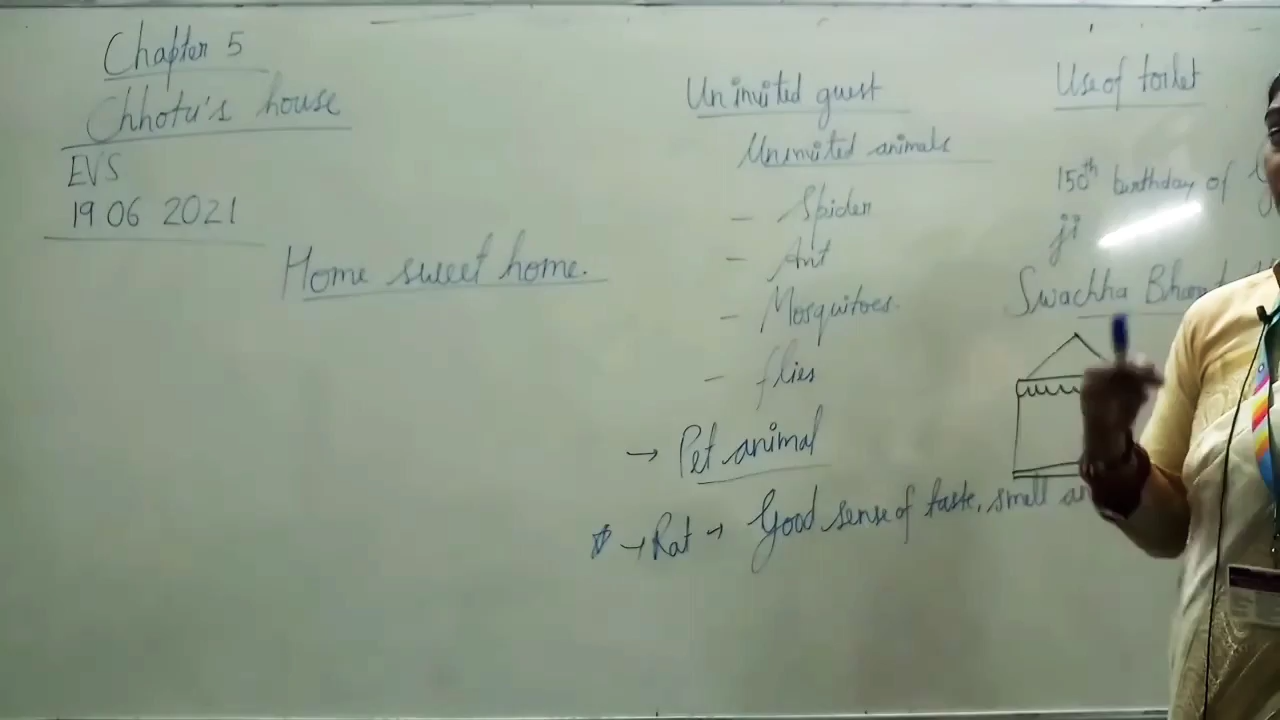 Chapter 5
Chhotu's house
EVS
19 06 2021
Home sweet home.
Uninvited guest
Uninvited animals
- Spider
- Ant
- Mosquitoes.
- flies
→ Pet animal
→ Rat → Good sense of taste, smell
Use of toilet
150th birthday of
ji
Swachha